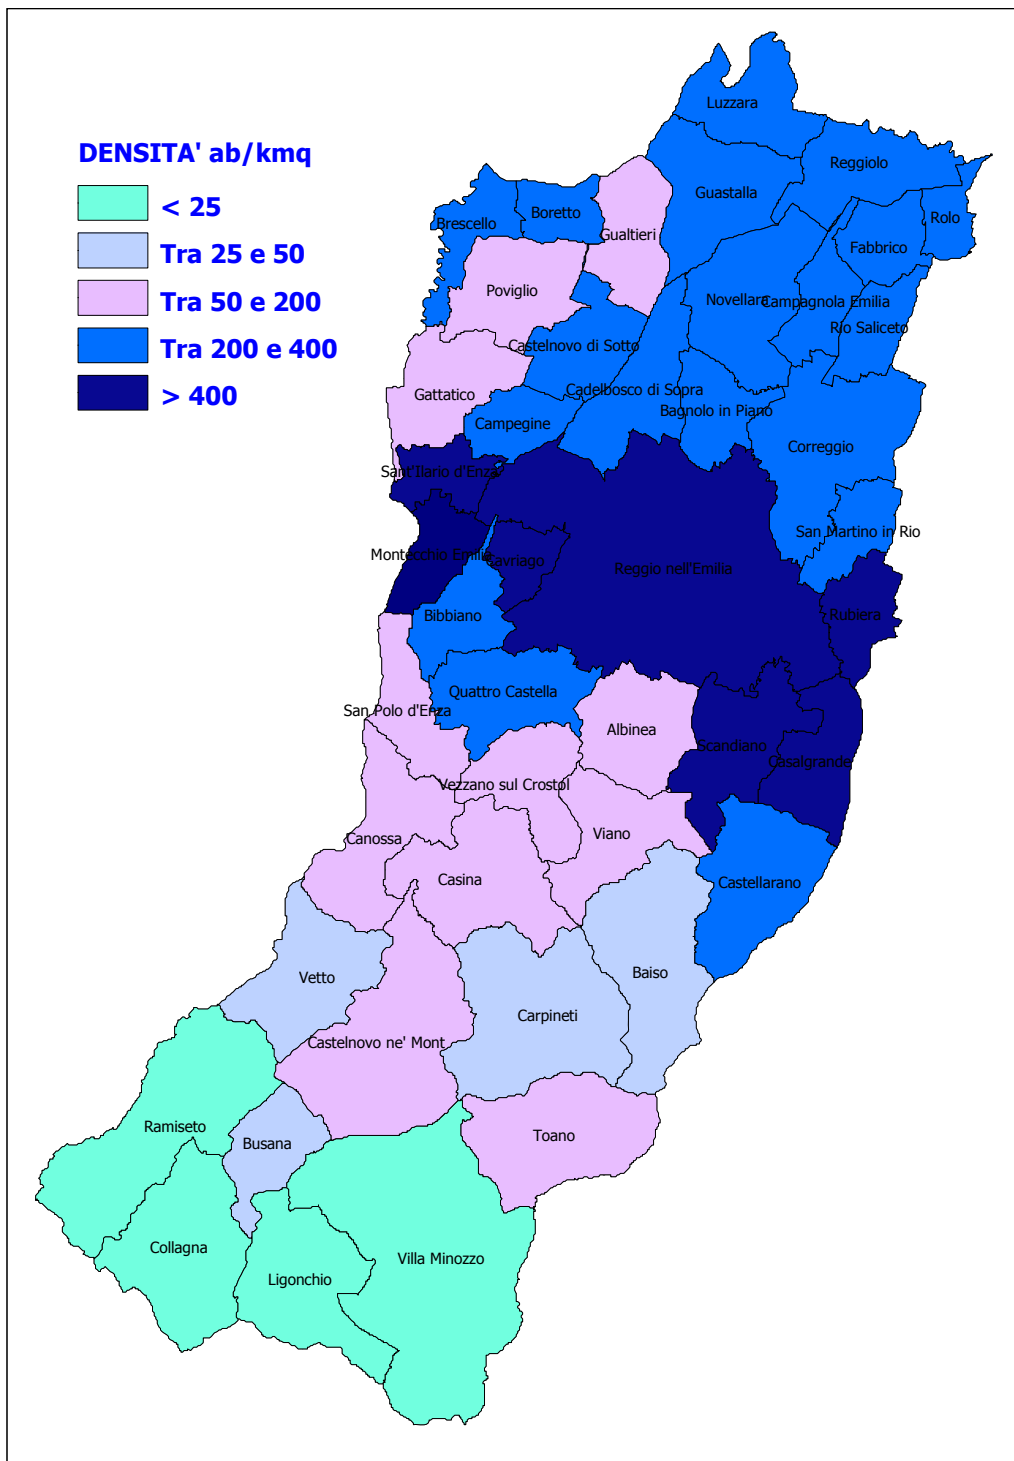 DENSITA' ab/kmq
< 25
Tra 25 e 50
Tra 50 e 200
Tra 200 e 400
> 400
Luzzara
Reggiolo
Guastalla
Rolo
Boretto
Brescello
Gualtieri
Fabbrico
Poviglio
Novellara
Campagnola Emilia
Rio Saliceto
Castelnovo di Sotto
Cadelbosco di Sopra
Gattatico
Bagnolo in Piano
Campegine
Correggio
Sant'Ilario d'Enza
San Martino in Rio
Montecchio Emilia
Cavriago
Reggio nell'Emilia
Bibbiano
Rubiera
Quattro Castella
San Polo d'Enza
Albinea
Scandiano
Casalgrande
Vezzano sul Crostol
Viano
Canossa
Casina
Castellarano
Baiso
Vetto
Carpineti
Castelnovo ne' Mont
Ramiseto
Busana
Toano
Collagna
Villa Minozzo
Ligonchio